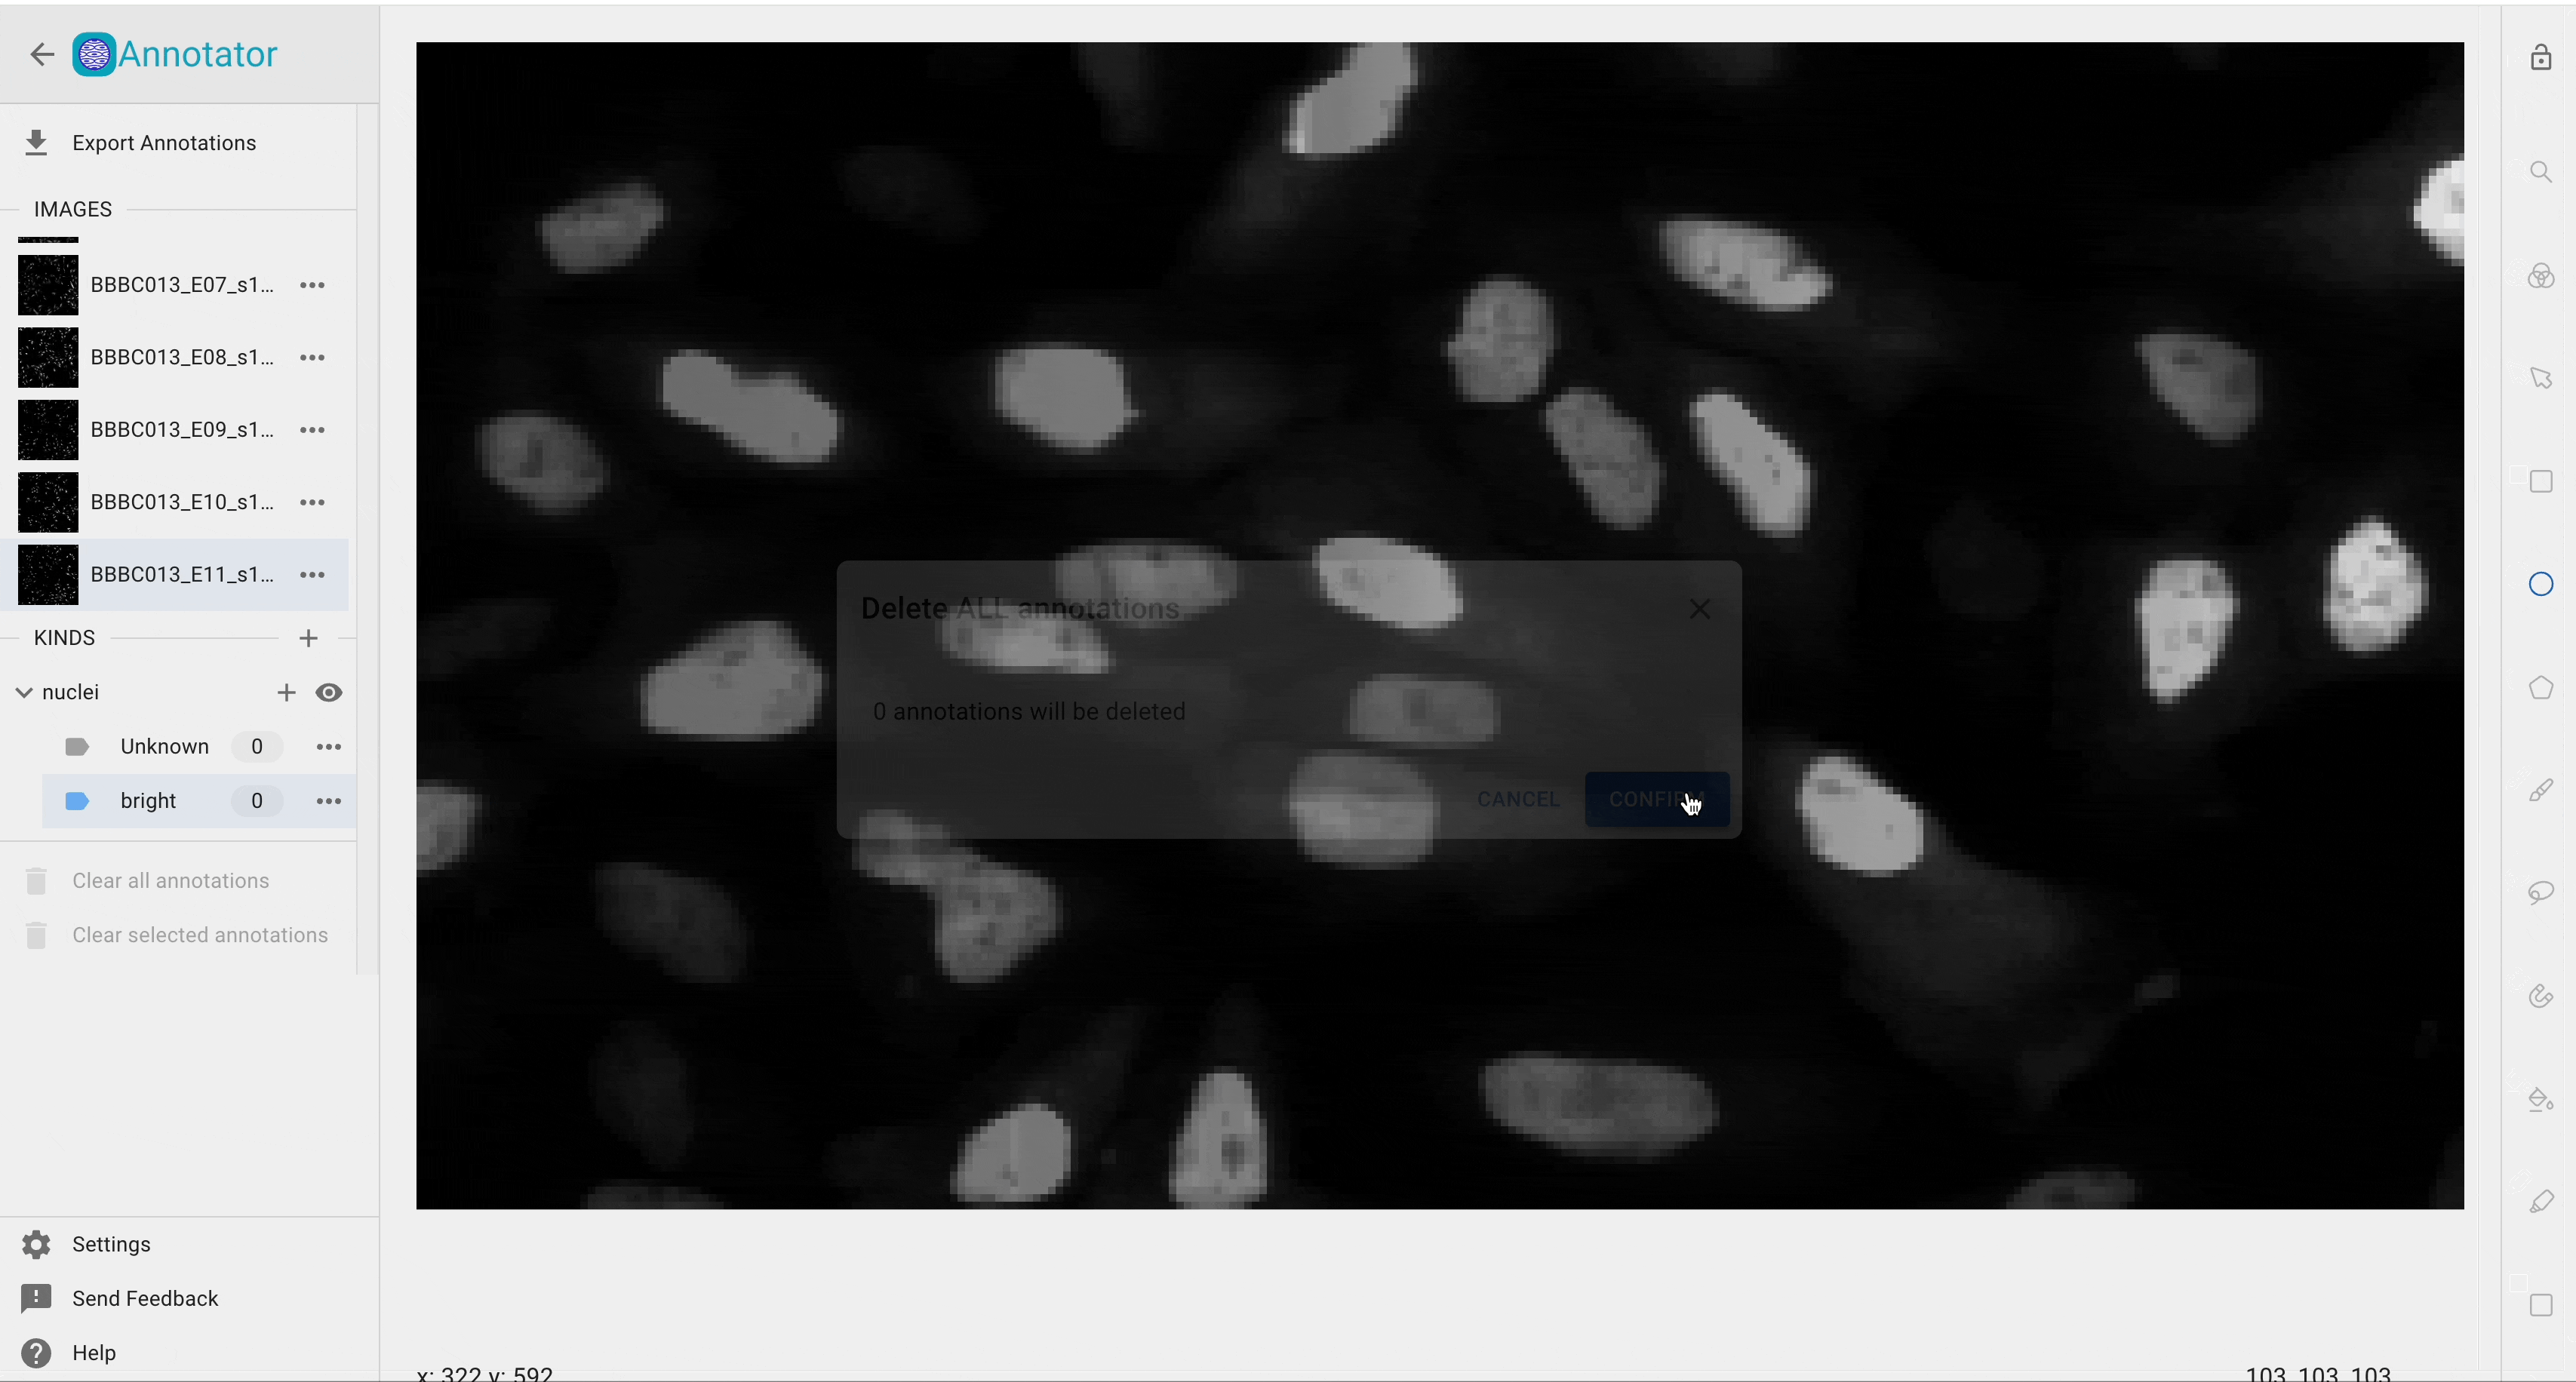 Annotator
Export Annotations
IMAGES
BBBC013_E07_s1...
BBBC013_E08_s1...
BBBC013_E09_s1...
BBBC013_E10_s1...
BBBC013_E11_s1...
KINDS
nuclei
Unknown 0
bright 0
Clear all annotations
Clear selected annotations
Settings
Send Feedback
Help
Delete ALL annotations
0 annotations will be deleted
CANCEL CONFIRM
x: 322 y: 592
103, 103, 103